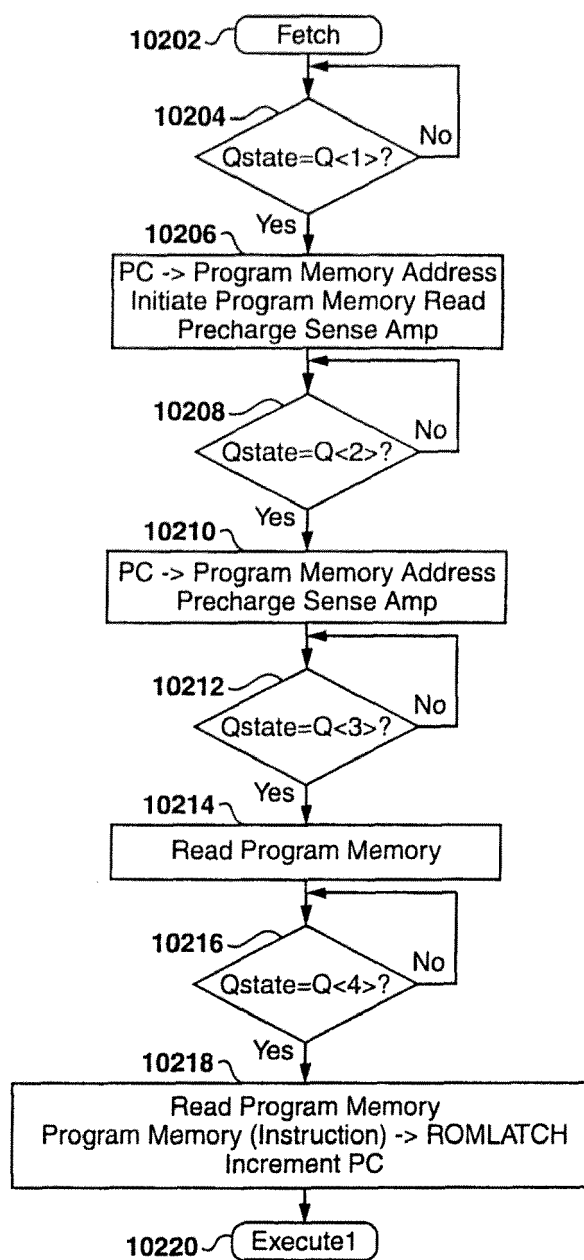 10202
Fetch
10204
Qstate=Q<1>?
No
Yes
10206
PC -> Program Memory Address
Initiate Program Memory Read
Precharge Sense Amp
10208
Qstate=Q<2>?
No
Yes
10210
PC -> Program Memory Address
Precharge Sense Amp
10212
Qstate=Q<3>?
No
Yes
10214
Read Program Memory
10216
Qstate=Q<4>?
No
Yes
10218
Read Program Memory
Program Memory (Instruction) -> ROMLATCH
Increment PC
10220
Execute1